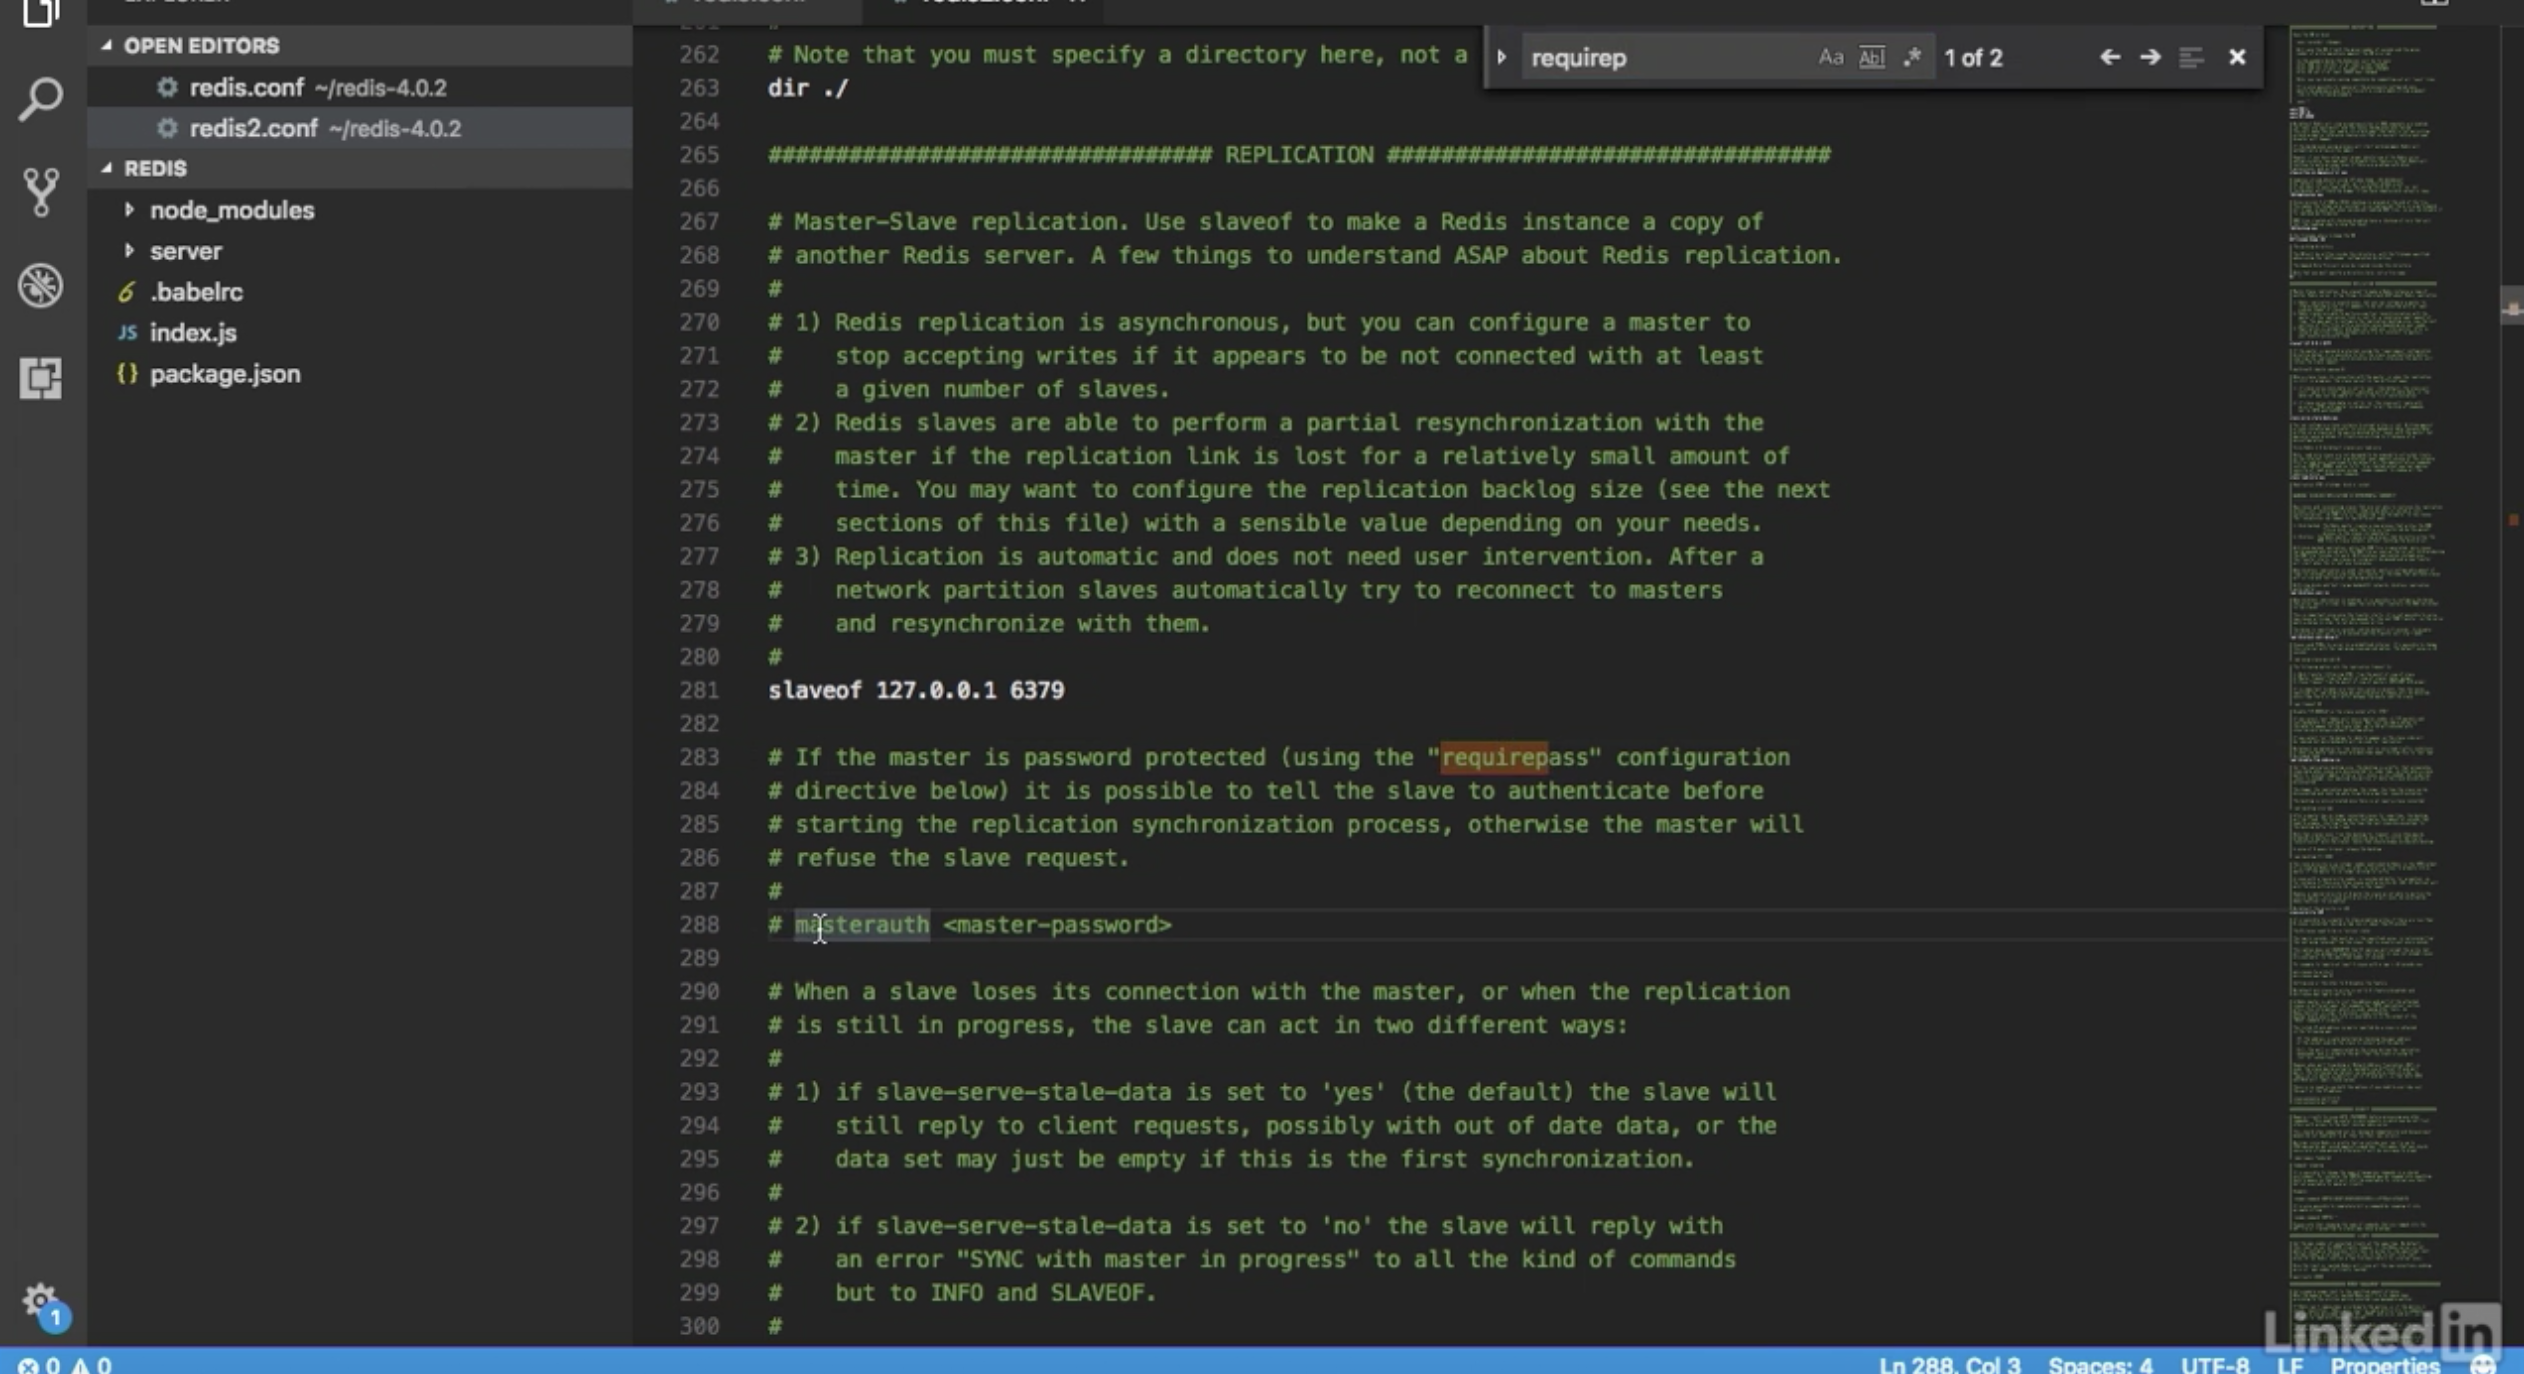 OPEN EDITORS
redis.conf ~/redis-4.0.2
redis2.conf ~/redis-4.0.2
REDIS
node_modules
server
.babelrc
JS index.js
{} package.json
requirep Aa Abl .* 1 of 2
262 # Note that you must specify a directory here, not a
263 dir ./
264
265 ################################# REPLICATION #################################
266
267 # Master-Slave replication. Use slaveof to make a Redis instance a copy of
268 # another Redis server. A few things to understand ASAP about Redis replication.
269 #
270 # 1) Redis replication is asynchronous, but you can configure a master to
271 #    stop accepting writes if it appears to be not connected with at least
272 #    a given number of slaves.
273 # 2) Redis slaves are able to perform a partial resynchronization with the
274 #    master if the replication link is lost for a relatively small amount of
275 #    time. You may want to configure the replication backlog size (see the next
276 #    sections of this file) with a sensible value depending on your needs.
277 # 3) Replication is automatic and does not need user intervention. After a
278 #    network partition slaves automatically try to reconnect to masters
279 #    and resynchronize with them.
280 #
281 slaveof 127.0.0.1 6379
282
283 # If the master is password protected (using the "requirepass" configuration
284 # directive below) it is possible to tell the slave to authenticate before
285 # starting the replication synchronization process, otherwise the master will
286 # refuse the slave request.
287 #
288 # masterauth <master-password>
289
290 # When a slave loses its connection with the master, or when the replication
291 # is still in progress, the slave can act in two different ways:
292 #
293 # 1) if slave-serve-stale-data is set to 'yes' (the default) the slave will
294 #    still reply to client requests, possibly with out of date data, or the
295 #    data set may just be empty if this is the first synchronization.
296 #
297 # 2) if slave-serve-stale-data is set to 'no' the slave will reply with
298 #    an error "SYNC with master in progress" to all the kind of commands
299 #    but to INFO and SLAVEOF.
300 #
1
Linked in
0 0 Ln 288, Col 3 Spaces: 4 UTF-8 LF Properties